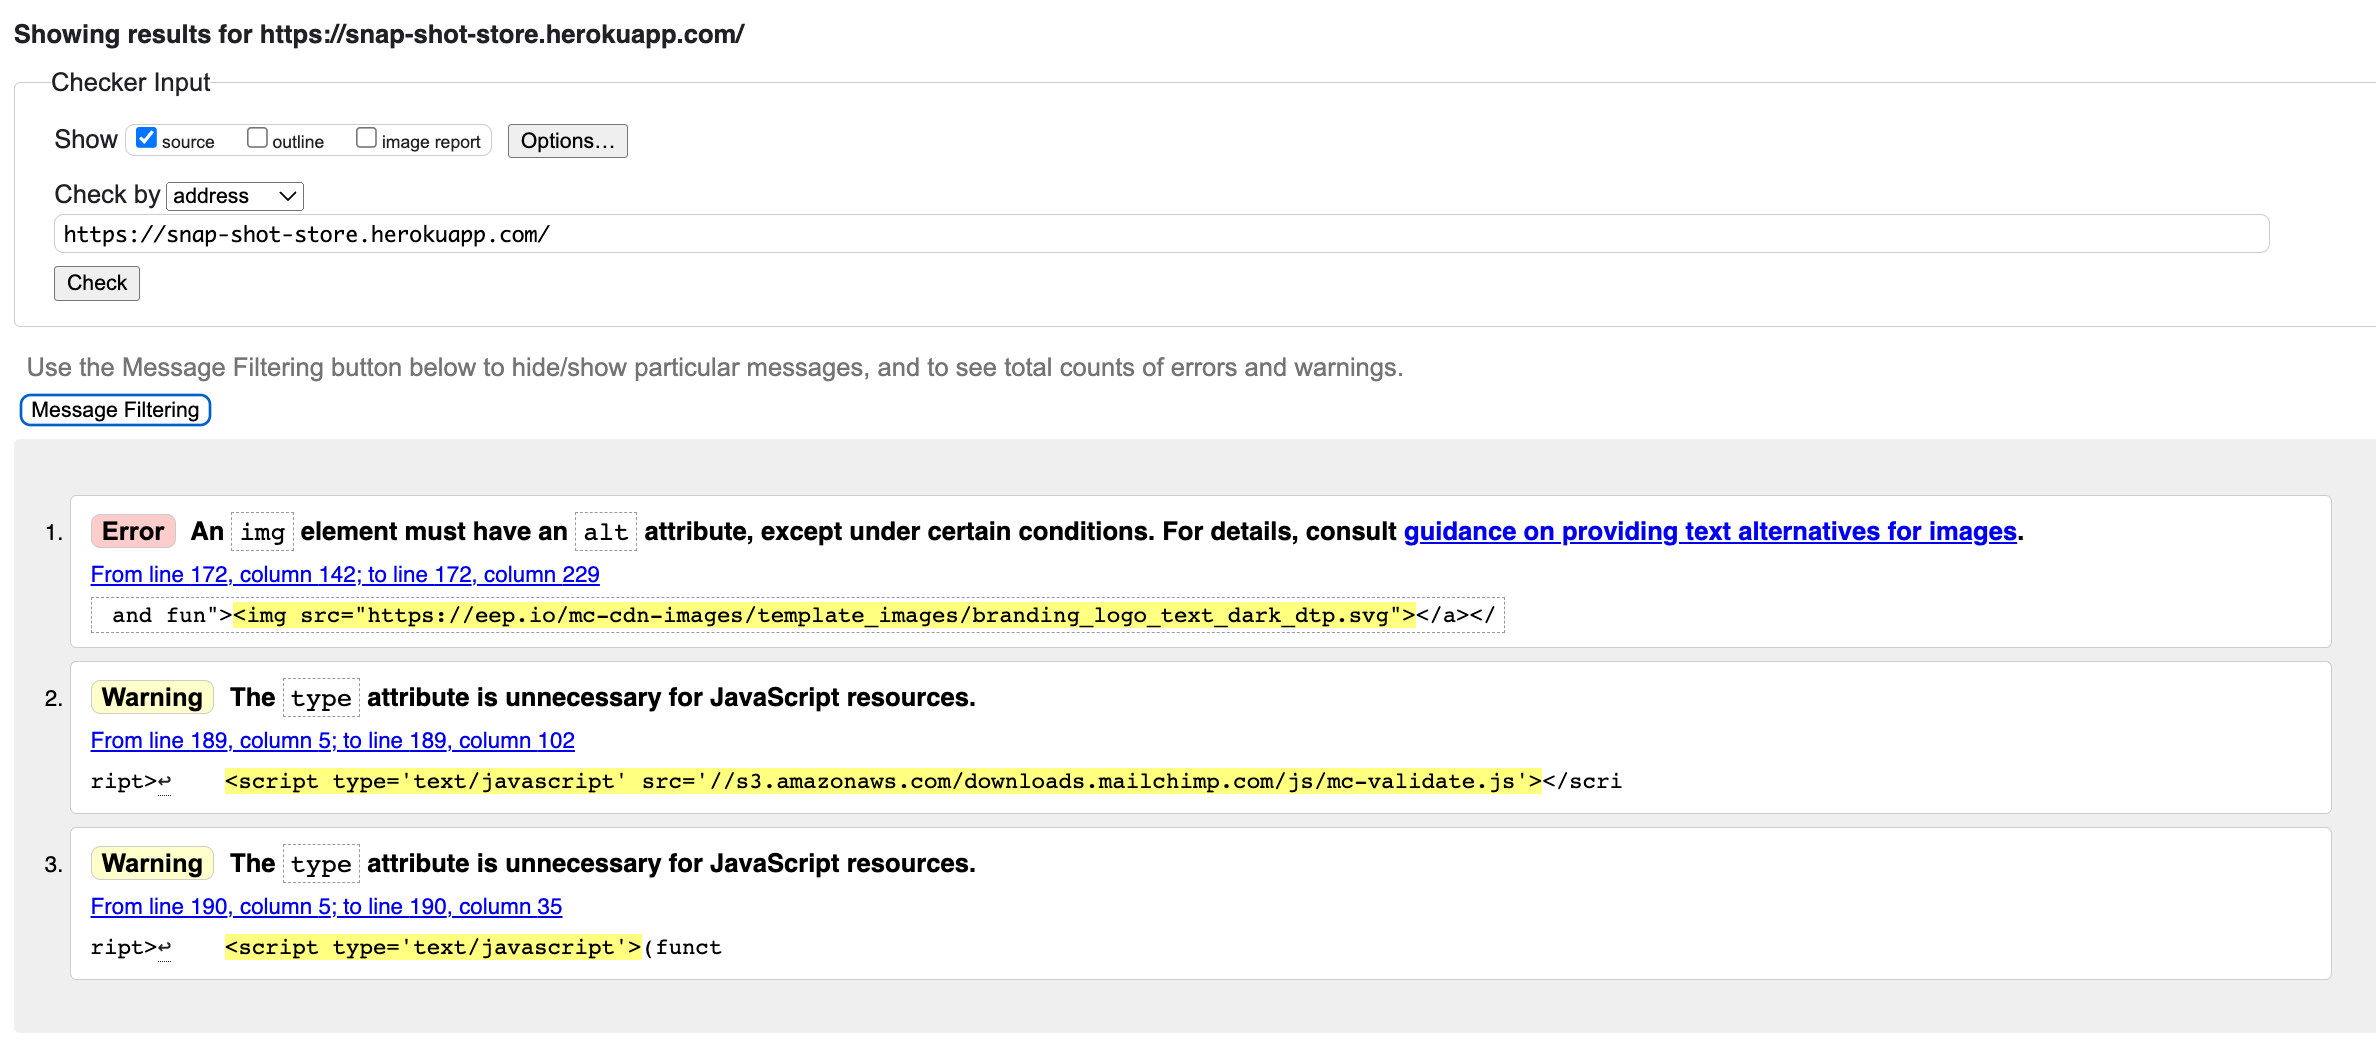 Showing results for https://snap-shot-store.herokuapp.com/
Checker Input
Show source outline image report Options...
Check by address
https://snap-shot-store.herokuapp.com/
Check
Use the Message Filtering button below to hide/show particular messages, and to see total counts of errors and warnings.
Message Filtering
1. Error An img element must have an alt attribute, except under certain conditions. For details, consult guidance on providing text alternatives for images.
From line 172, column 142; to line 172, column 229
and fun"><img src="https://eep.io/mc-cdn-images/template_images/branding_logo_text_dark_dtp.svg"></a></
2. Warning The type attribute is unnecessary for JavaScript resources.
From line 189, column 5; to line 189, column 102
ript>↩ <script type='text/javascript' src='//s3.amazonaws.com/downloads.mailchimp.com/js/mc-validate.js'></scri
3. Warning The type attribute is unnecessary for JavaScript resources.
From line 190, column 5; to line 190, column 35
ript>↩ <script type='text/javascript'>(funct